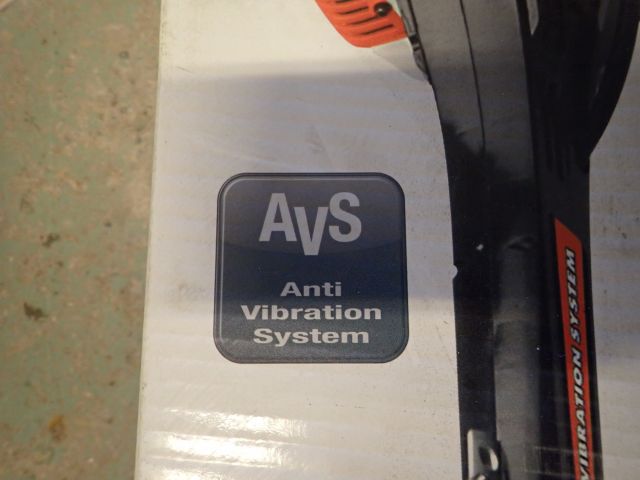 AVS
Anti
Vibration
System
VIBRATION SYSTEM